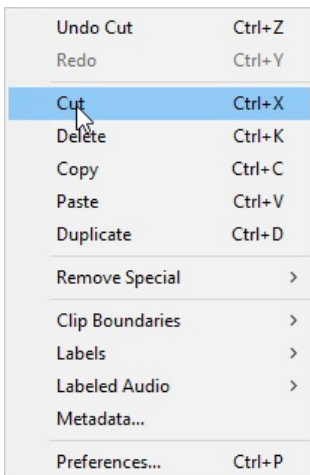 Undo Cut Ctrl+Z
Redo Ctrl+Y
Cut Ctrl+X
Delete Ctrl+K
Copy Ctrl+C
Paste Ctrl+V
Duplicate Ctrl+D
Remove Special >
Clip Boundaries >
Labels >
Labeled Audio >
Metadata...
Preferences... Ctrl+P